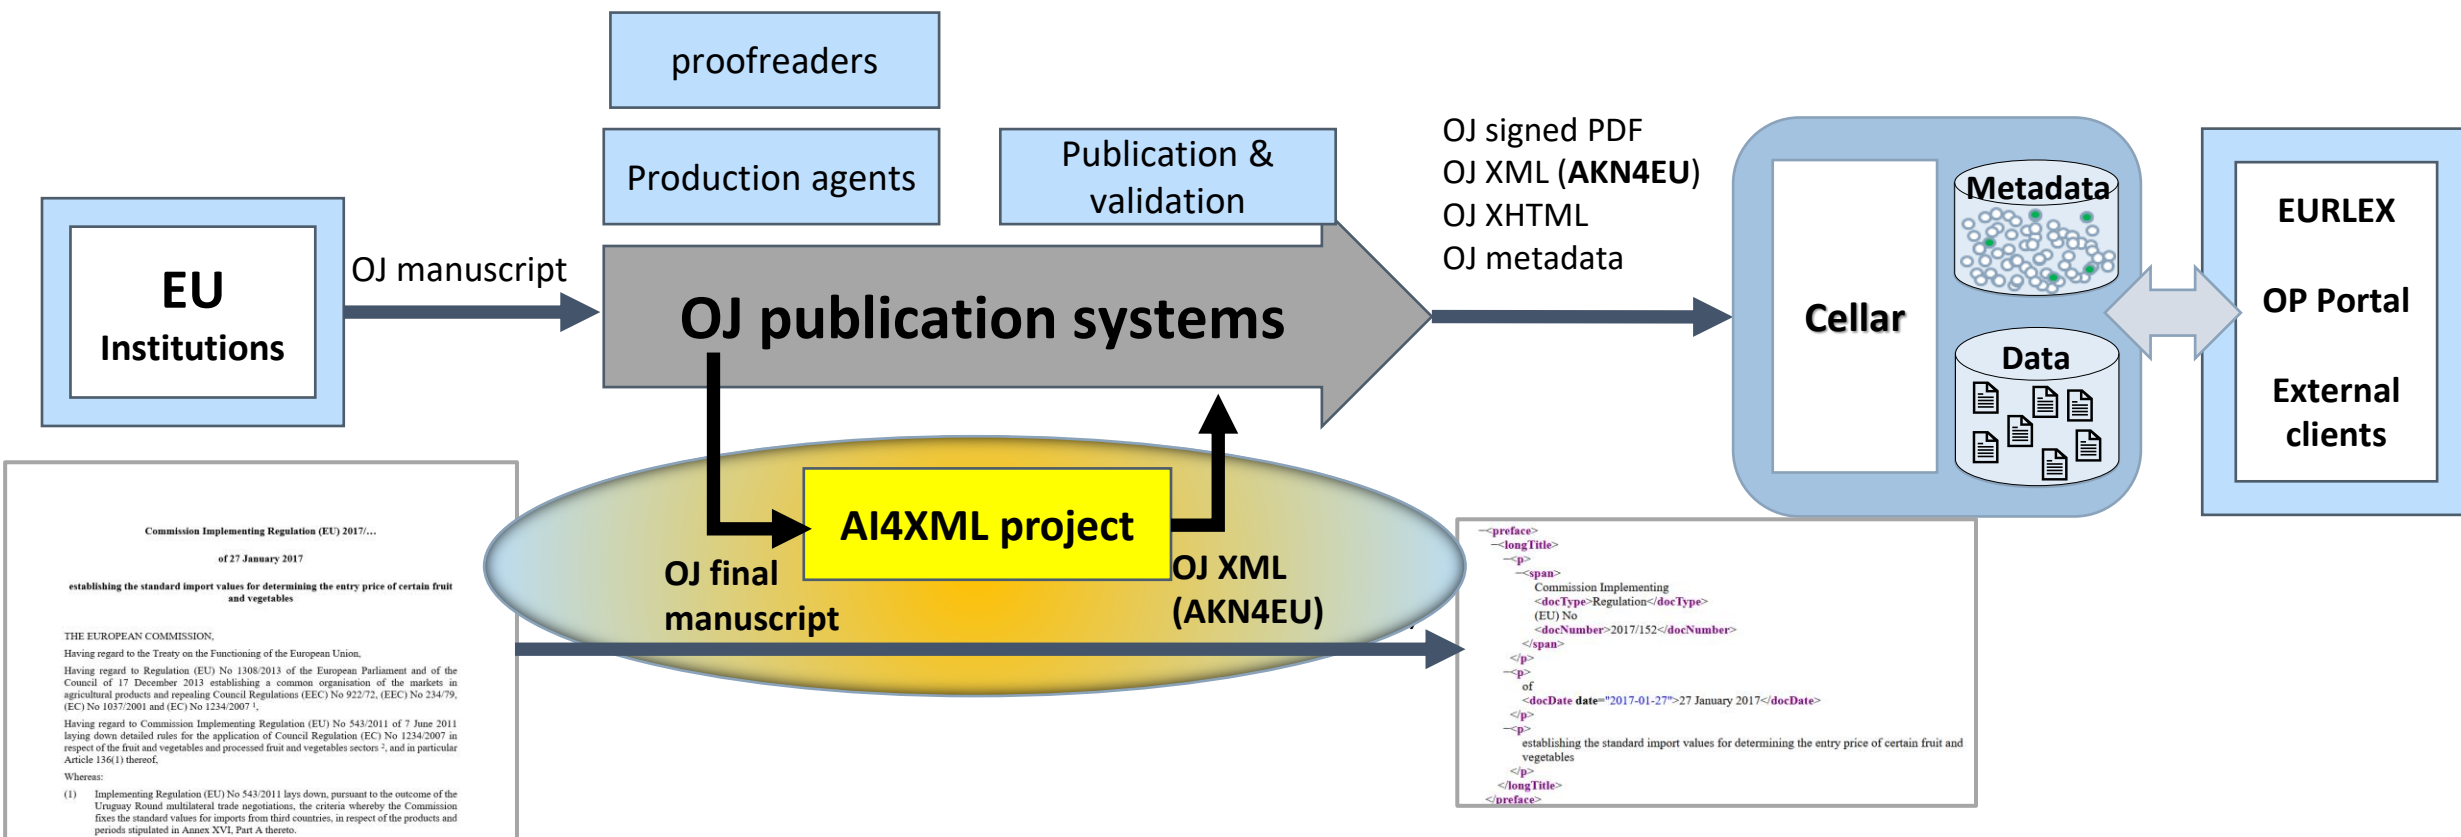 proofreaders
Production agents
Publication &
validation
OJ signed PDF
OJ XML (AKN4EU)
OJ XHTML
OJ metadata
EU
Institutions
OJ manuscript
OJ publication systems
Cellar
Metadata
Data
EURLEX
OP Portal
External
clients
AI4XML project
OJ final
manuscript
OJ XML
(AKN4EU)
Commission Implementing Regulation (EU) 2017/…
of 27 January 2017
establishing the standard import values for determining the entry price of certain fruit
and vegetables
THE EUROPEAN COMMISSION,
Having regard to the Treaty on the Functioning of the European Union,
Having regard to Regulation (EU) No 1308/2013 of the European Parliament and of the
Council of 17 December 2013 establishing a common organisation of the markets in
agricultural products and repealing Council Regulations (EEC) No 922/72, (EEC) No 234/79,
(EC) No 1037/2001 and (EC) No 1234/2007 ¹,
Having regard to Commission Implementing Regulation (EU) No 543/2011 of 7 June 2011
laying down detailed rules for the application of Council Regulation (EC) No 1234/2007 in
respect of the fruit and vegetables and processed fruit and vegetables sectors ², and in particular
Article 136(1) thereof,
Whereas:
(1) Implementing Regulation (EU) No 543/2011 lays down, pursuant to the outcome of the
Uruguay Round multilateral trade negotiations, the criteria whereby the Commission
fixes the standard values for imports from third countries, in respect of the products and
periods stipulated in Annex XVI, Part A thereto.
−<preface>
−<longTitle>
−<p>
−<span>
Commission Implementing
<docType>Regulation</docType>
(EU) No
<docNumber>2017/152</docNumber>
</span>
</p>
−<p>
of
<docDate date="2017-01-27">27 January 2017</docDate>
</p>
−<p>
establishing the standard import values for determining the entry price of certain fruit and
vegetables
</p>
</longTitle>
</preface>